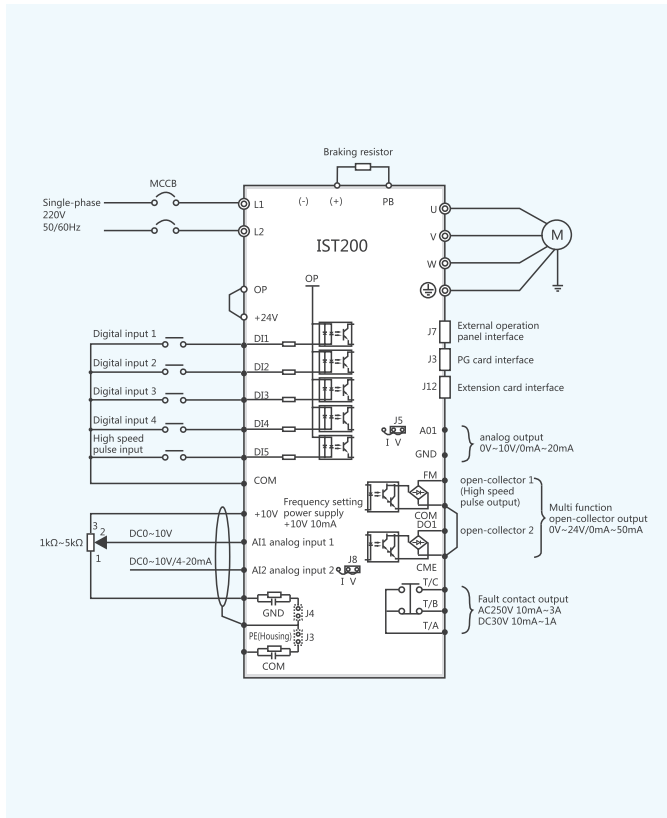 Braking resistor
MCCB
Single-phase
220V
50/60Hz
L1
L2
(-)
(+)
PB
IST200
U
V
W
M
OP
+24V
OP
Digital input 1
DI1
Digital input 2
DI2
Digital input 3
DI3
Digital input 4
DI4
High speed
pulse input
DI5
COM
J7
External operation
panel interface
J3
PG card interface
J12
Extension card interface
J5
I V
A01
GND
analog output
0V~10V/0mA~20mA
FM
COM
DO1
CME
open-collector 1
(High speed
pulse output)
open-collector 2
Multi function
open-collector output
0V~24V/0mA~50mA
+10V
Frequency setting
power supply
+10V 10mA
3
2
1
1kΩ~5kΩ
DC0~10V
AI1 analog input 1
DC0~10V/4-20mA
AI2 analog input 2
J8
I V
GND
J4
PE(Housing)
J3
COM
T/C
T/B
T/A
Fault contact output
AC250V 10mA~3A
DC30V 10mA~1A